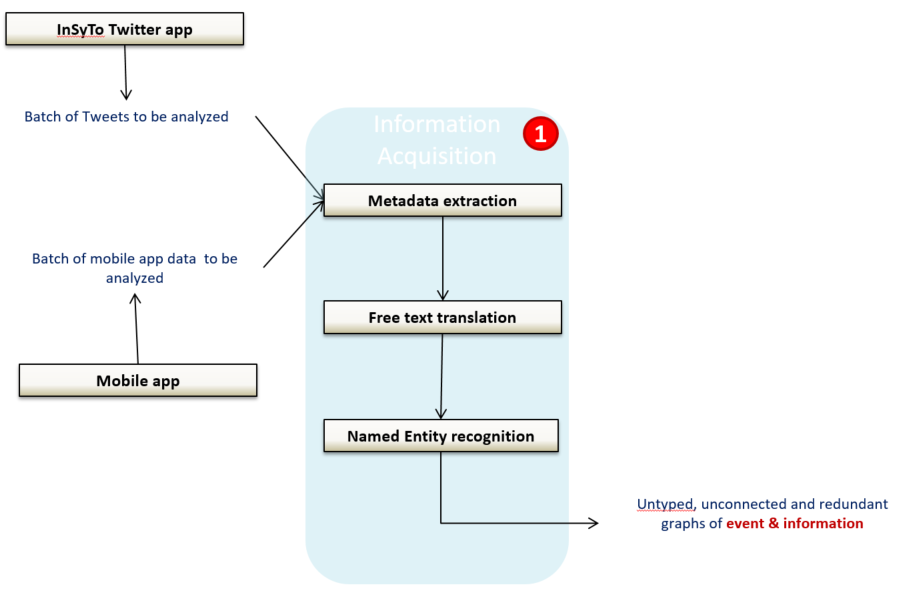 InSyTo Twitter app
Batch of Tweets to be analyzed
Information
Acquisition
1
Metadata extraction
Batch of mobile app data to be
analyzed
Free text translation
Mobile app
Named Entity recognition
Untyped, unconnected and redundant
graphs of event & information